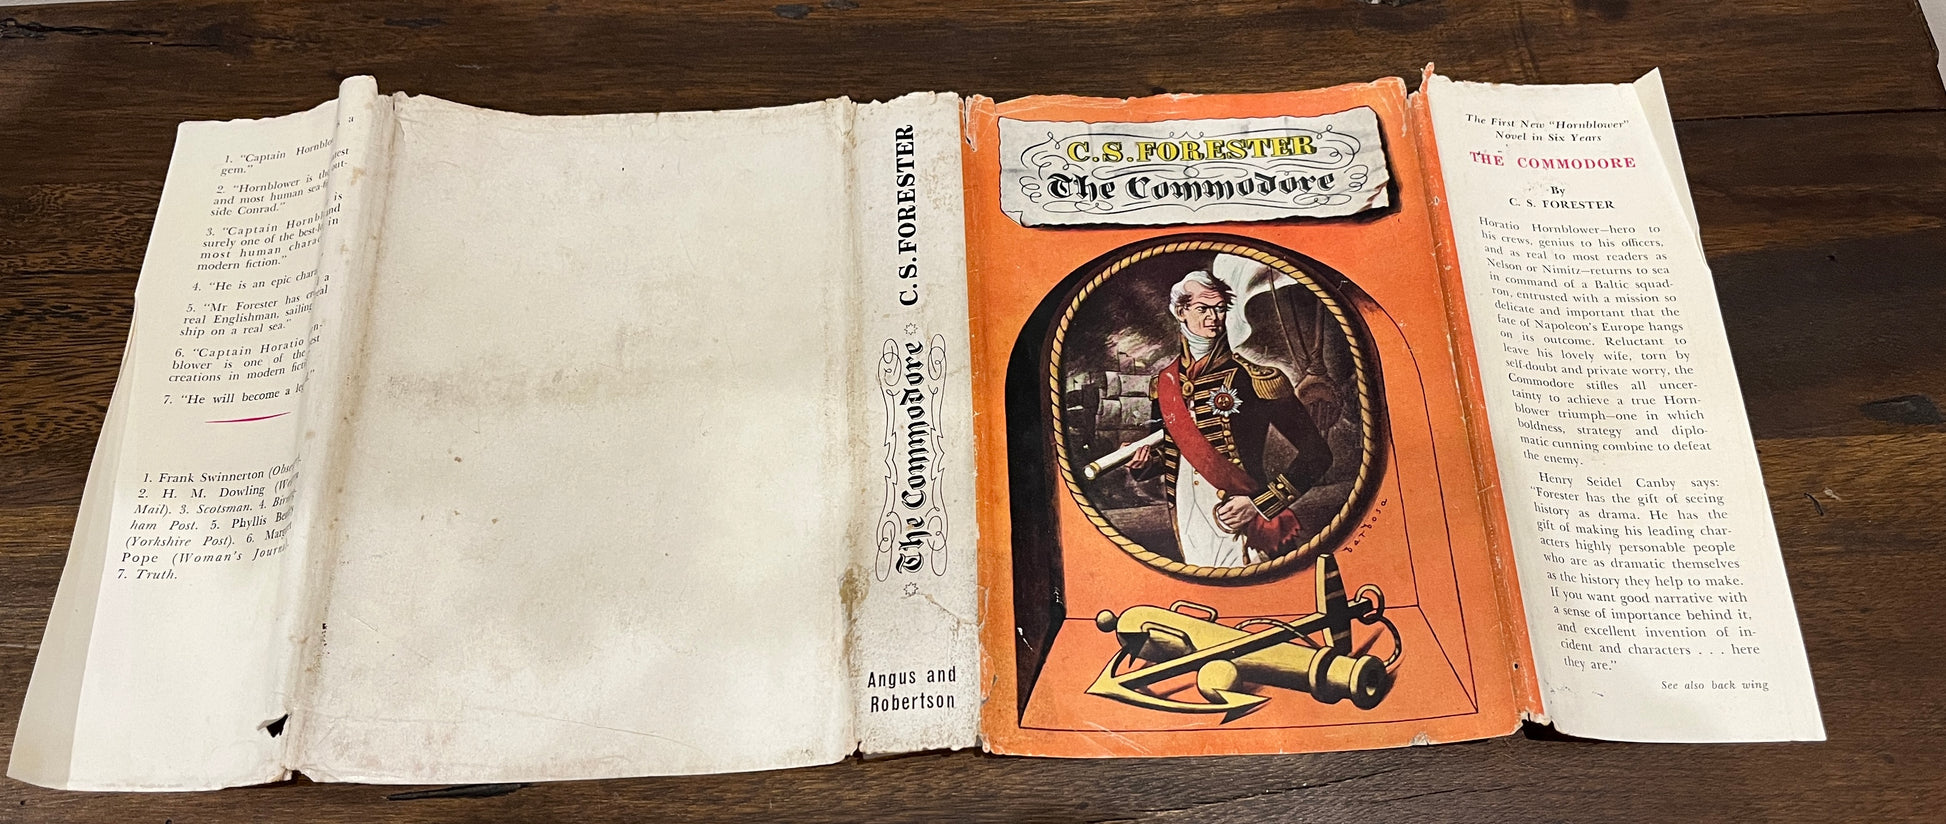 a
1. "Captain Hornblo
gem."
2. "Hornblower is th
and most human sea-f
side Conrad."
3. "Captain Hornbl
surely one of the best-l
most human charac
modern fiction."
4. "He is an epic char
5. "Mr Forester has cr
real Englishman, sailing
ship on a real sea."
6. "Captain Horatio
blower is one of the
creations in modern fict
7. "He will become a le
1. Frank Swinnerton (Obse
2. H. M. Dowling (We
Mail). 3. Scotsman. 4. Birm
ham Post. 5. Phyllis Be
(Yorkshire Post). 6. Marg
Pope (Woman's Journ
7. Truth.
The Commodore C.S. FORESTER
Angus and
Robertson
C.S. FORESTER
The Commodore
barbosa
The First New "Hornblower"
Novel in Six Years
THE COMMODORE
By
C. S. FORESTER
Horatio Hornblower—hero to
his crews, genius to his officers,
and as real to most readers as
Nelson or Nimitz—returns to sea
in command of a Baltic squad-
ron, entrusted with a mission so
delicate and important that the
fate of Napoleon's Europe hangs
on its outcome. Reluctant to
leave his lovely wife, torn by
self-doubt and private worry, the
Commodore stifles all uncer-
tainty to achieve a true Horn-
blower triumph—one in which
boldness, strategy and diplo-
matic cunning combine to defeat
the enemy.
Henry Seidel Canby says:
"Forester has the gift of seeing
history as drama. He has the
gift of making his leading char-
acters highly personable people
who are as dramatic themselves
as the history they help to make.
If you want good narrative with
a sense of importance behind it,
and excellent invention of in-
cident and characters . . . here
they are."
See also back wing